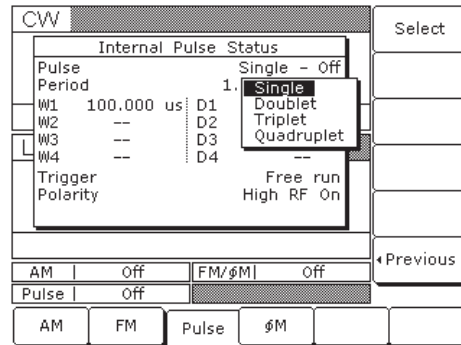 CW
Select
Internal Pulse Status
Pulse Single – Off
Period 1.
Single
Doublet
Triplet
Quadruplet
W1 100.000 us D1
W2 -- D2
W3 -- D3
W4 -- D4 --
Trigger Free run
Polarity High RF On
L
Previous
AM Off FM/ϕM Off
Pulse Off
AM FM Pulse ϕM